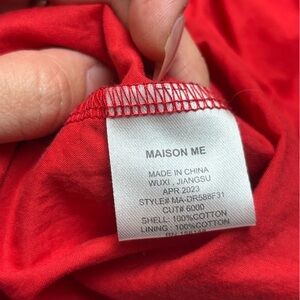 MAISON ME
MADE IN CHINA
WUXI , JIANGSU
APR 2023
STYLE# MA-DR588F31
CUT# 6000
SHELL: 100%COTTON
LINING : 100%COTTON